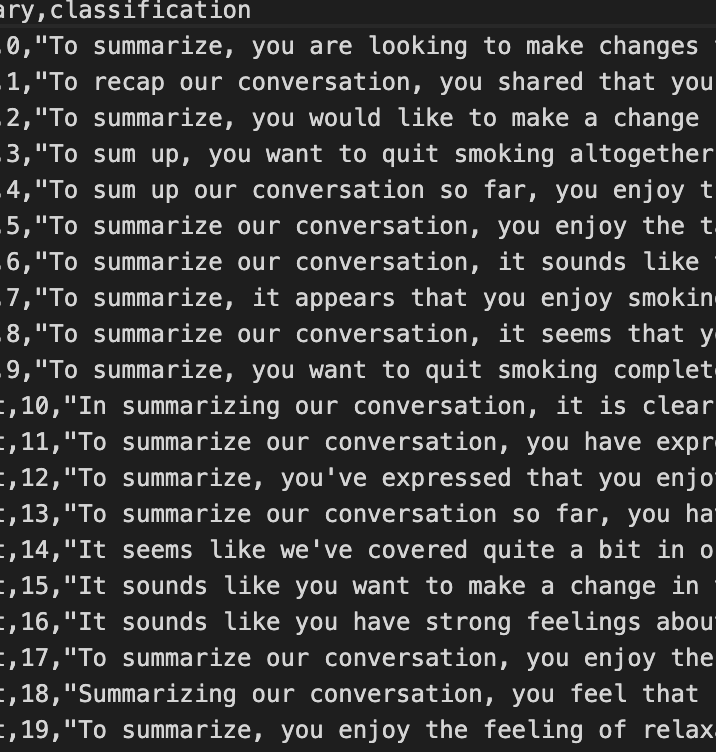 ary,classification
.0,"To summarize, you are looking to make changes
.1,"To recap our conversation, you shared that you
.2,"To summarize, you would like to make a change
.3,"To sum up, you want to quit smoking altogether
.4,"To sum up our conversation so far, you enjoy t
.5,"To summarize our conversation, you enjoy the ta
.6,"To summarize our conversation, it sounds like
.7,"To summarize, it appears that you enjoy smokin
.8,"To summarize our conversation, it seems that y
.9,"To summarize, you want to quit smoking complet
t,10,"In summarizing our conversation, it is clear
t,11,"To summarize our conversation, you have expr
t,12,"To summarize, you've expressed that you enjo
t,13,"To summarize our conversation so far, you ha
t,14,"It seems like we've covered quite a bit in o
t,15,"It sounds like you want to make a change in
t,16,"It sounds like you have strong feelings abou
t,17,"To summarize our conversation, you enjoy the
t,18,"Summarizing our conversation, you feel that
t,19,"To summarize, you enjoy the feeling of relax